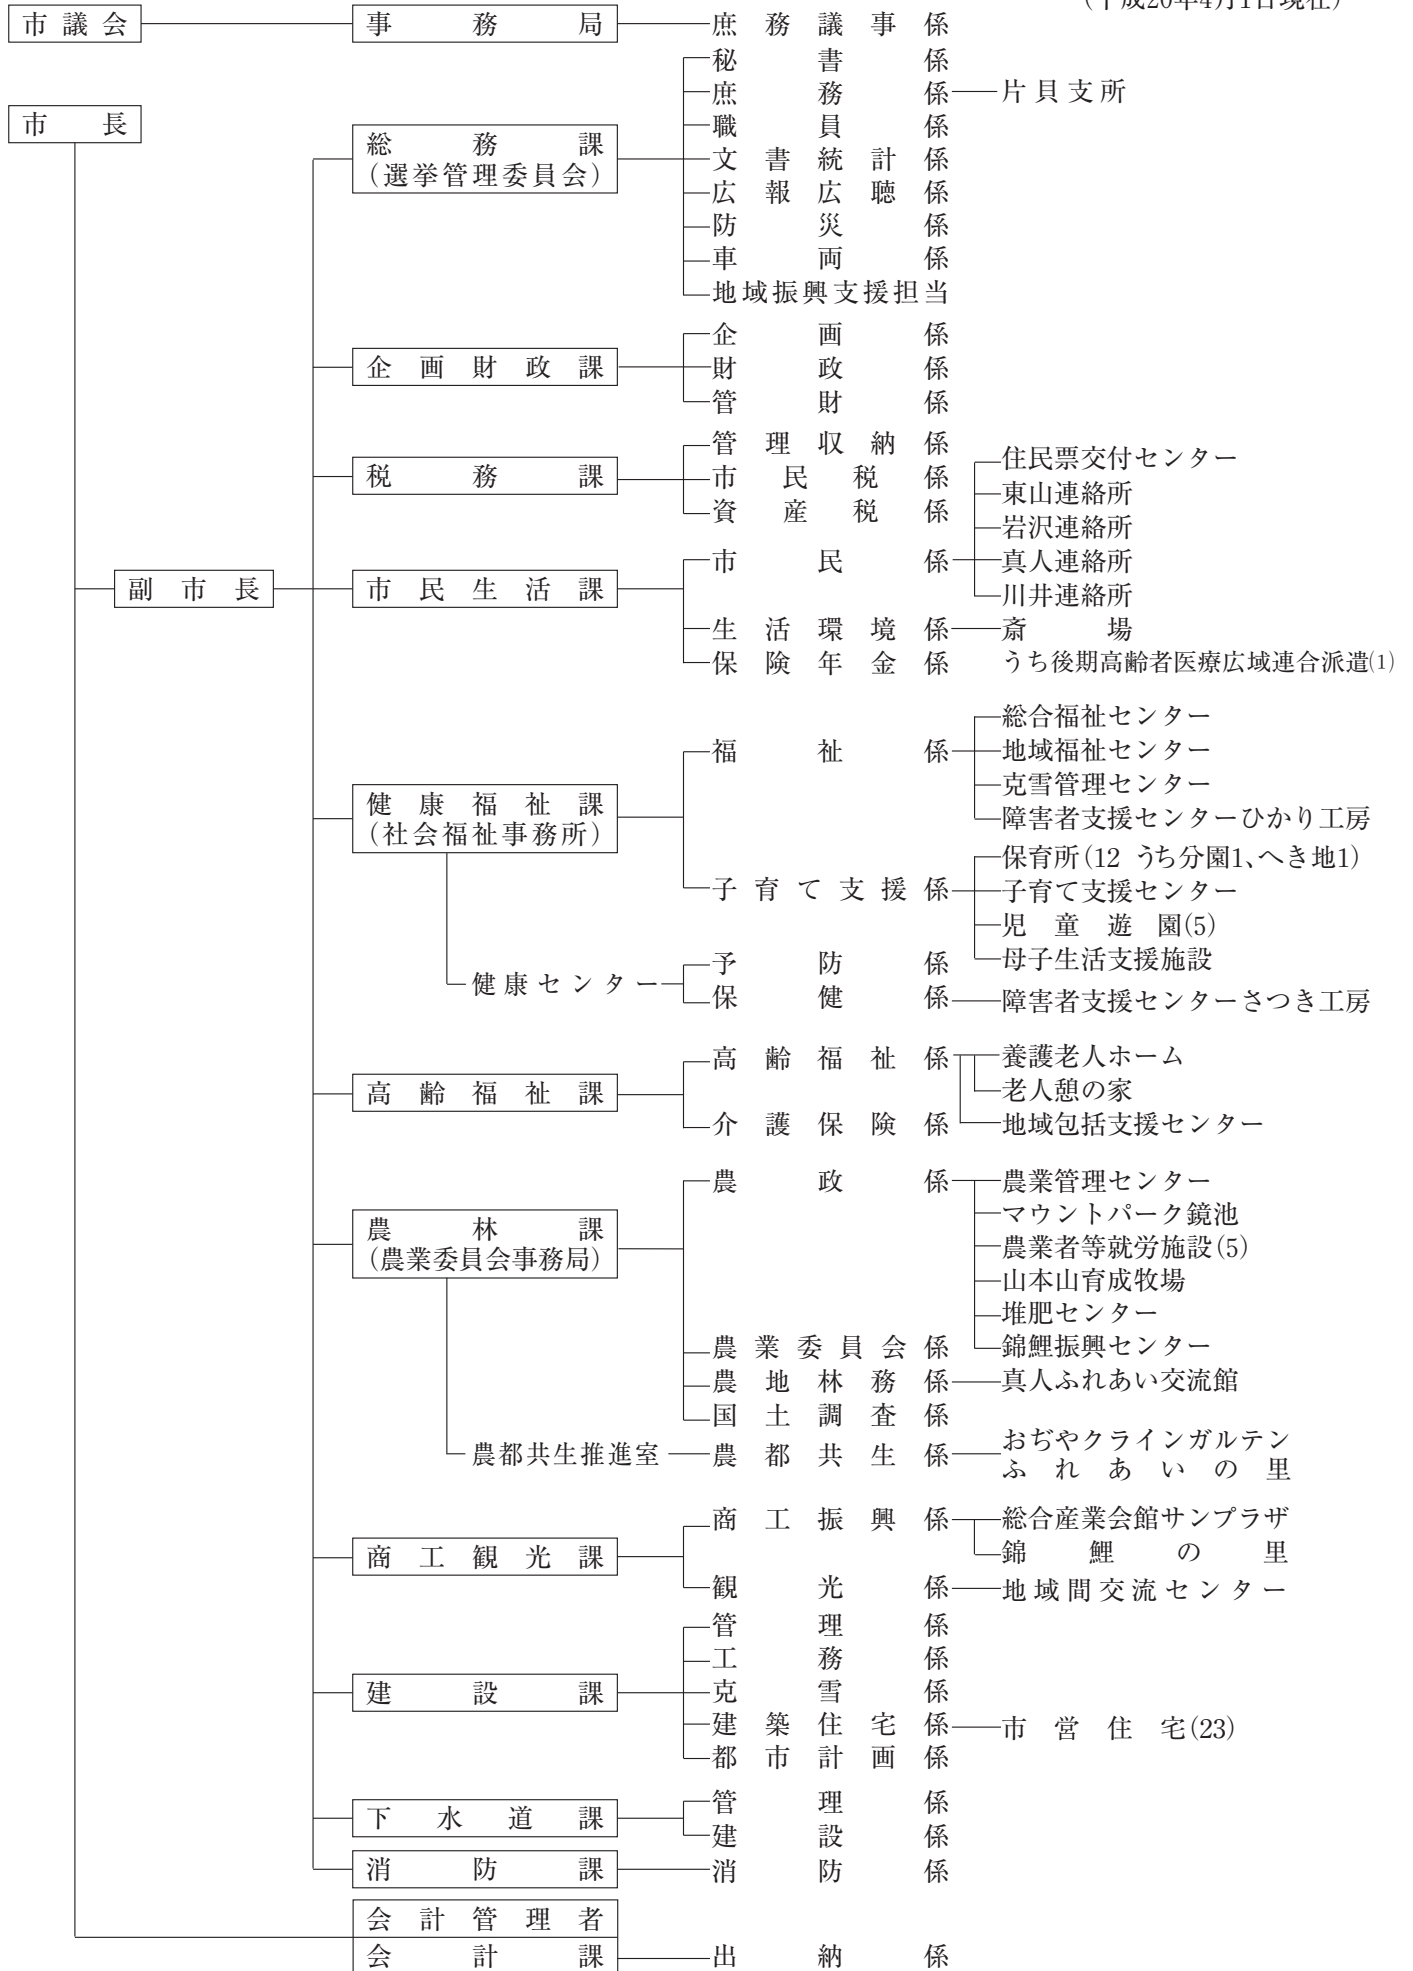 (平成20年4月1日現在)
市議会 事務局 庶務議事係
市長
総務課
(選挙管理委員会)
秘書係
庶務係 片貝支所
職員係
文書統計係
広報広聴係
防災係
車両係
地域振興支援担当
企画財政課
企画係
財政係
管財係
税務課
管理収納係
市民税係
資産税係
副市長
市民生活課
市民係
住民票交付センター
東山連絡所
岩沢連絡所
真人連絡所
川井連絡所
生活環境係 斎場
保険年金係 うち後期高齢者医療広域連合派遣(1)
健康福祉課
(社会福祉事務所)
福祉係
総合福祉センター
地域福祉センター
克雪管理センター
障害者支援センターひかり工房
子育て支援係
保育所(12 うち分園1、へき地1)
子育て支援センター
児童遊園(5)
母子生活支援施設
健康センター
予防係
保健係 障害者支援センターさつき工房
高齢福祉課
高齢福祉係 養護老人ホーム
老人憩の家
介護保険係 地域包括支援センター
農林課
(農業委員会事務局)
農政係
農業管理センター
マウントパーク鏡池
農業者等就労施設(5)
山本山育成牧場
堆肥センター
錦鯉振興センター
農業委員会係
農地林務係 真人ふれあい交流館
国土調査係
農都共生推進室 農都共生係
おぢやクラインガルテン
ふれあいの里
商工観光課
商工振興係 総合産業会館サンプラザ
錦鯉の里
観光係 地域間交流センター
建設課
管理係
工務係
克雪係
建築住宅係 市営住宅(23)
都市計画係
下水道課
管理係
建設係
消防課 消防係
会計管理者
会計課 出納係